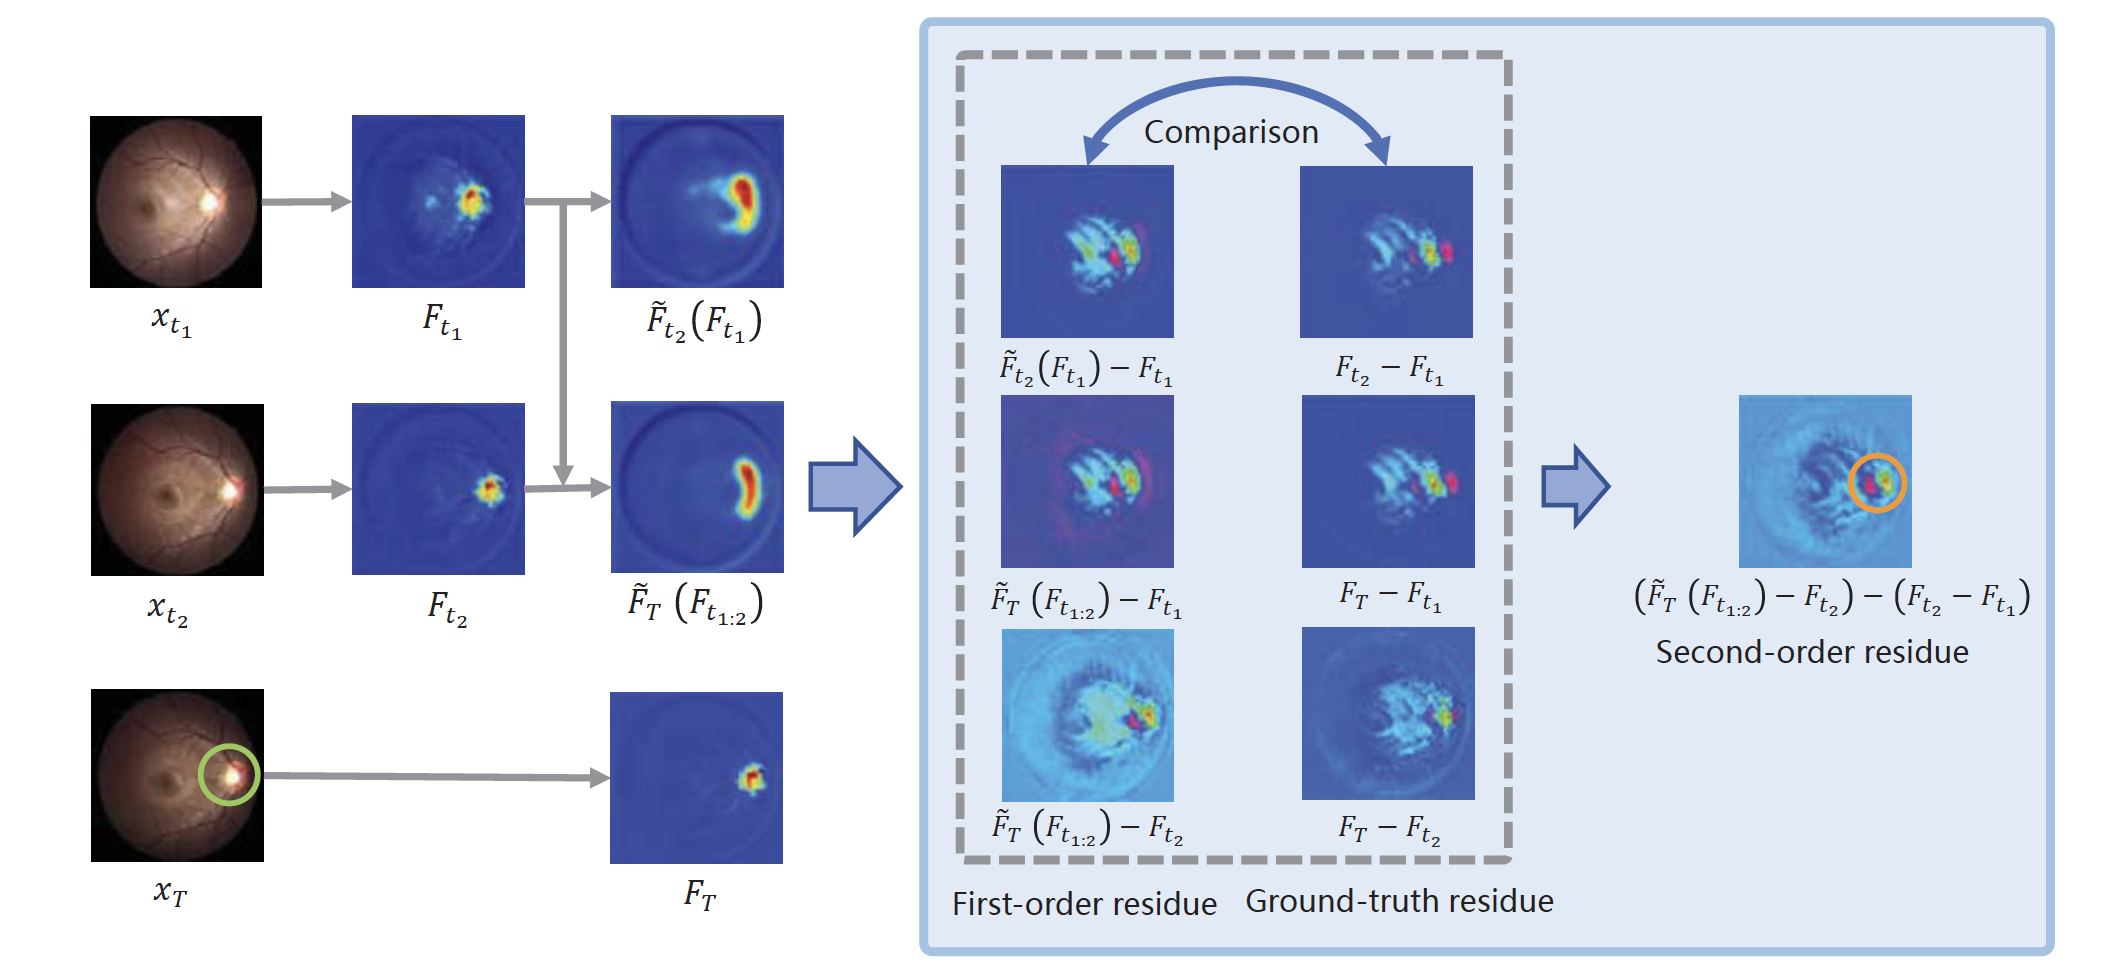 $x_{t_1}$
$F_{t_1}$
$\tilde{F}_{t_2}(F_{t_1})$
$x_{t_2}$
$F_{t_2}$
$\tilde{F}_T (F_{t_{1:2}})$
$x_T$
$F_T$
Comparison
$\tilde{F}_{t_2}(F_{t_1}) - F_{t_1}$
$F_{t_2} - F_{t_1}$
$\tilde{F}_T (F_{t_{1:2}}) - F_{t_1}$
$F_T - F_{t_1}$
$\tilde{F}_T (F_{t_{1:2}}) - F_{t_2}$
$F_T - F_{t_2}$
First-order residue
Ground-truth residue
$(\tilde{F}_T (F_{t_{1:2}}) - F_{t_2}) - (F_{t_2} - F_{t_1})$
Second-order residue